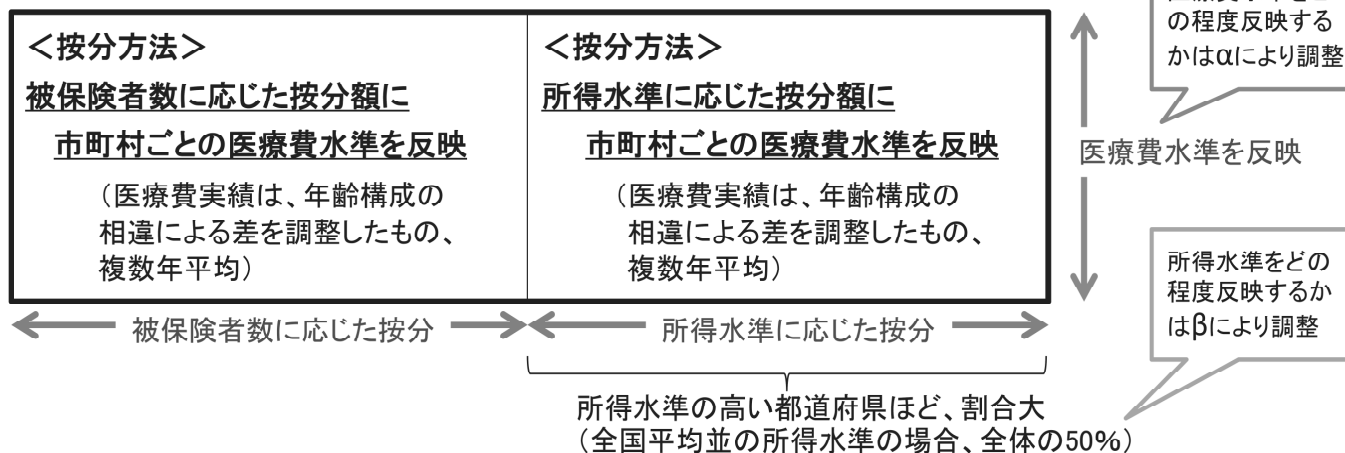 <按分方法>
被保険者数に応じた按分額に
市町村ごとの医療費水準を反映
(医療費実績は、年齢構成の
相違による差を調整したもの、
複数年平均)
<按分方法>
所得水準に応じた按分額に
市町村ごとの医療費水準を反映
(医療費実績は、年齢構成の
相違による差を調整したもの、
複数年平均)
の程度反映する
かはαにより調整
医療費水準を反映
所得水準をどの
程度反映するか
はβにより調整
被保険者数に応じた按分
所得水準に応じた按分
所得水準の高い都道府県ほど、割合大
(全国平均並の所得水準の場合、全体の50%)